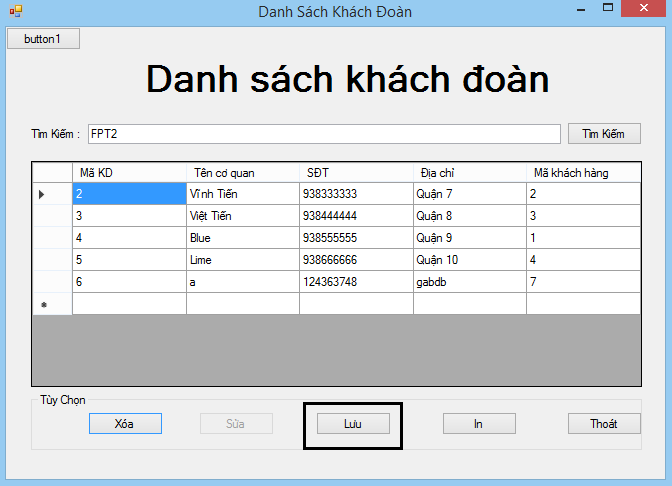 Danh Sách Khách Đoàn
button1
Danh sách khách đoàn
Tìm Kiếm : FPT2 Tìm Kiếm
Mã KD Tên cơ quan SĐT Địa chỉ Mã khách hàng
2 Vĩnh Tiến 938333333 Quận 7 2
3 Việt Tiến 938444444 Quận 8 3
4 Blue 938555555 Quận 9 1
5 Lime 938666666 Quận 10 4
6 a 124363748 gabdb 7
Tùy Chọn
Xóa Sữa Lưu In Thoát